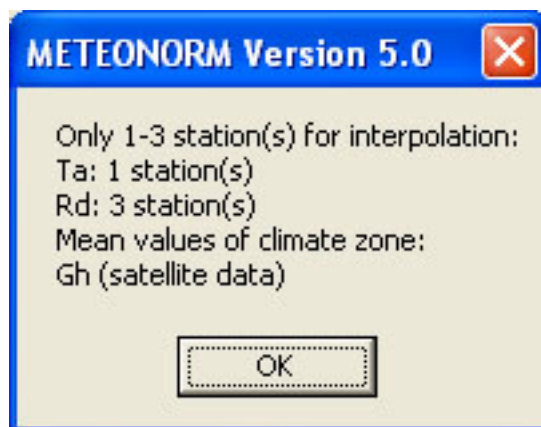 METEONORM Version 5.0
Only 1-3 station(s) for interpolation:
Ta: 1 station(s)
Rd: 3 station(s)
Mean values of climate zone:
Gh (satellite data)
OK